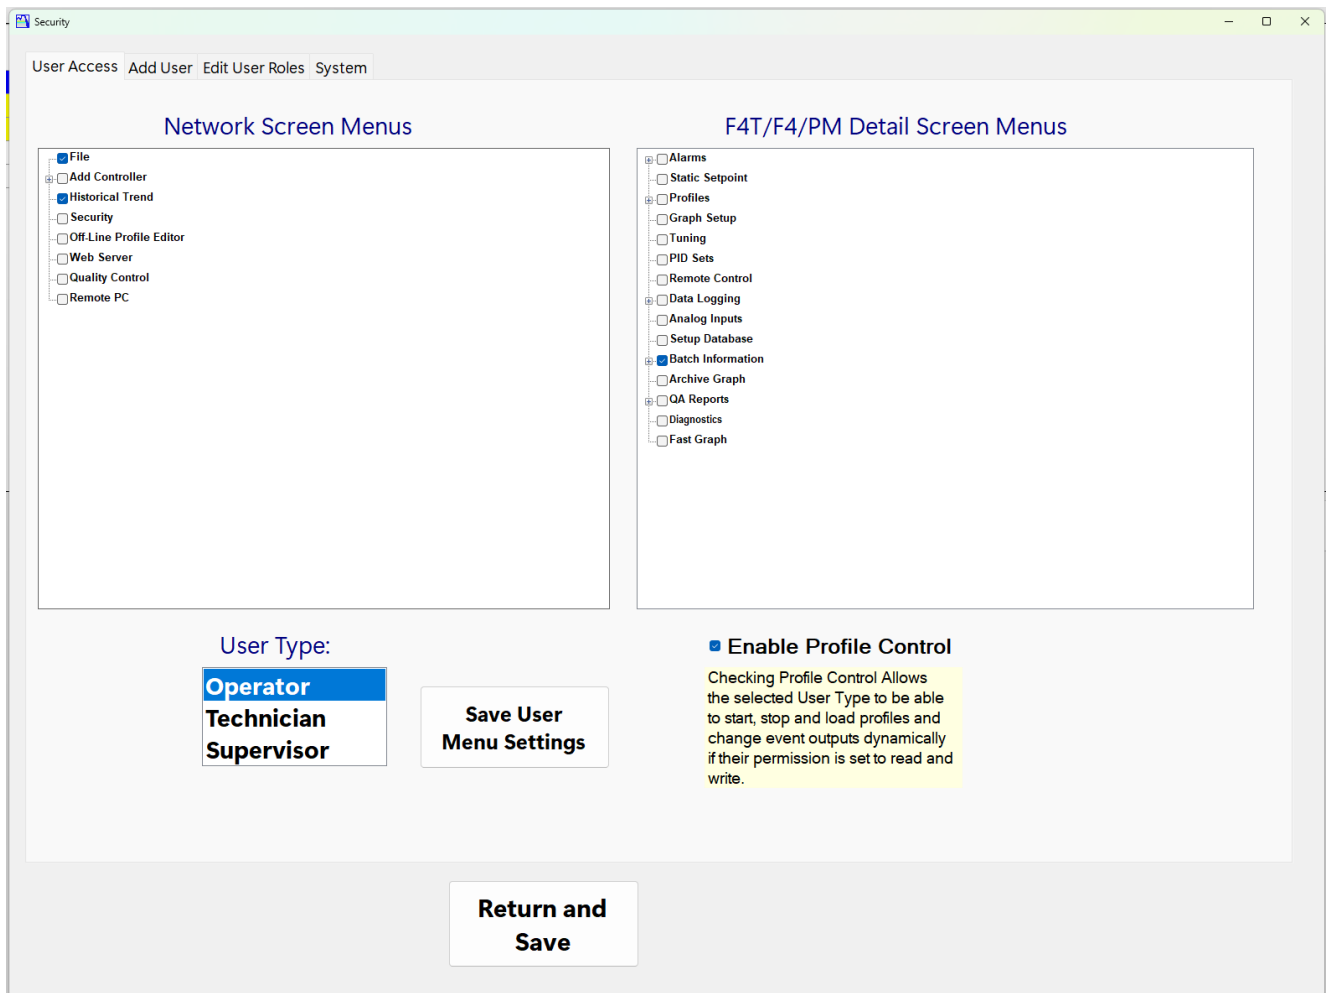 Security
User Access
Add User
Edit User Roles
System
Network Screen Menus
File
Add Controller
Historical Trend
Security
Off-Line Profile Editor
Web Server
Quality Control
Remote PC
F4T/F4/PM Detail Screen Menus
Alarms
Static Setpoint
Profiles
Graph Setup
Tuning
PID Sets
Remote Control
Data Logging
Analog Inputs
Setup Database
Batch Information
Archive Graph
QA Reports
Diagnostics
Fast Graph
User Type:
Operator
Technician
Supervisor
Save User
Menu Settings
Enable Profile Control
Checking Profile Control Allows
the selected User Type to be able
to start, stop and load profiles and
change event outputs dynamically
if their permission is set to read and
write.
Return and
Save